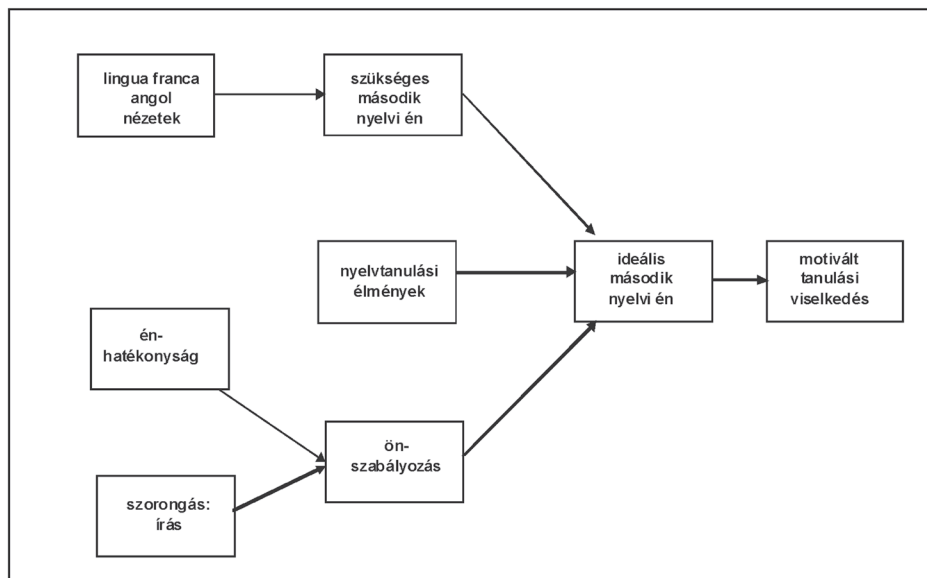 lingua franca
angol
nézetek
szükséges
második
nyelvi én
nyelvtanulási
élmények
ideális
második
nyelvi én
motivált
tanulási
viselkedés
én-
hatékonyság
ön-
szabályozás
szorongás:
írás